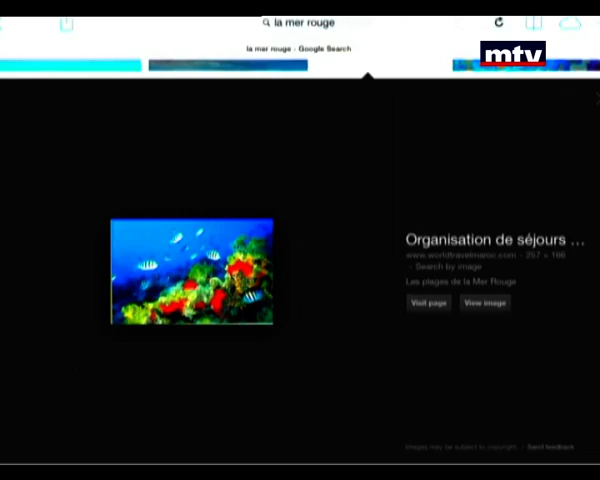 la mer rouge
la mer rouge - Google Search
mtv
Organisation de séjours ...
www.worldtravelmaroc.com - 257 × 166
- Search by image
Les plages de la Mer Rouge
Visit page View image
Images may be subject to copyright. - Send feedback